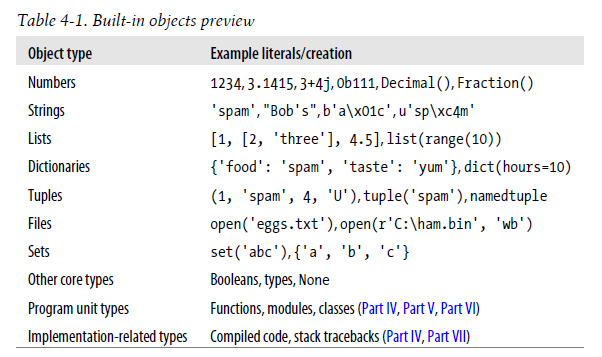 Table 4-1. Built-in objects preview
Object type Example literals/creation
Numbers 1234, 3.1415, 3+4j, 0b111, Decimal(), Fraction()
Strings 'spam', "Bob's", b'a\x01c', u'sp\xc4m'
Lists [1, [2, 'three'], 4.5], list(range(10))
Dictionaries {'food': 'spam', 'taste': 'yum'}, dict(hours=10)
Tuples (1, 'spam', 4, 'U'), tuple('spam'), namedtuple
Files open('eggs.txt'), open(r'C:\ham.bin', 'wb')
Sets set('abc'), {'a', 'b', 'c'}
Other core types Booleans, types, None
Program unit types Functions, modules, classes (Part IV, Part V, Part VI)
Implementation-related types Compiled code, stack tracebacks (Part IV, Part VII)